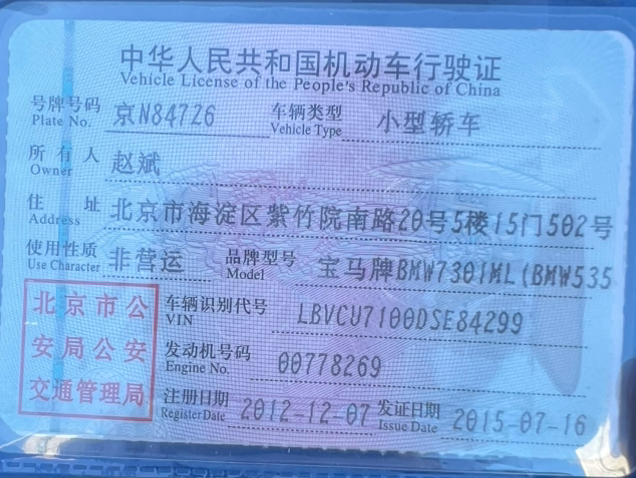 中华人民共和国机动车行驶证
Vehicle License of the People's Republic of China
号牌号码 京N84726 车辆类型 小型轿车
Plate No. Vehicle Type
所有人 赵斌
Owner
住址 北京市海淀区紫竹院南路20号5楼15门502号
Address
使用性质 非营运 品牌型号 宝马牌BMW7301ML(BMW535
Use Character Model
北京市公 车辆识别代号 LBVCU7100DSE84299
VIN
安局公安 发动机号码 00778269
Engine No.
交通管理局 注册日期 2012-12-07 发证日期 2015-07-16
Register Date Issue Date